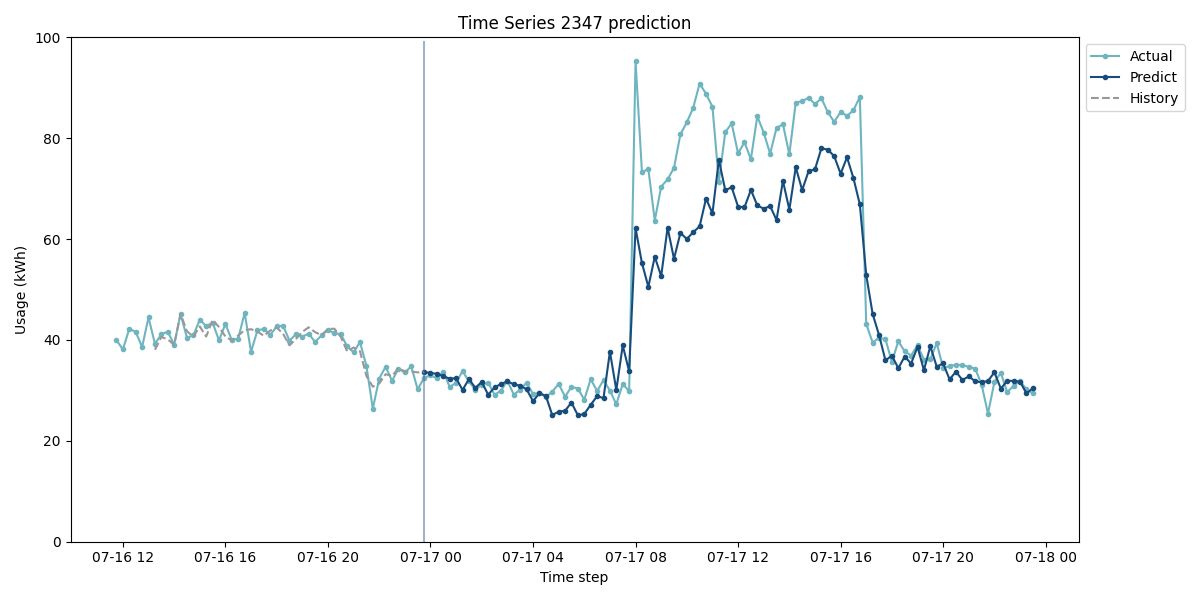 Time Series 2347 prediction
100
80
60
40
20
0
Usage (kWh)
07-16 12
07-16 16
07-16 20
07-17 00
07-17 04
07-17 08
07-17 12
07-17 16
07-17 20
07-18 00
Time step
Actual
Predict
History